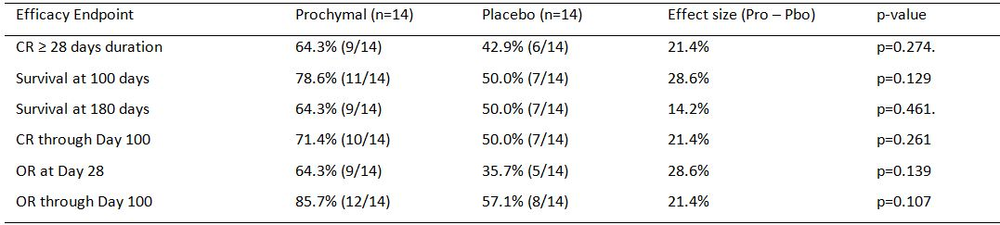 Efficacy Endpoint Prochymal (n=14) Placebo (n=14) Effect size (Pro – Pbo) p-value
CR ≥ 28 days duration 64.3% (9/14) 42.9% (6/14) 21.4% p=0.274.
Survival at 100 days 78.6% (11/14) 50.0% (7/14) 28.6% p=0.129
Survival at 180 days 64.3% (9/14) 50.0% (7/14) 14.2% p=0.461.
CR through Day 100 71.4% (10/14) 50.0% (7/14) 21.4% p=0.261
OR at Day 28 64.3% (9/14) 35.7% (5/14) 28.6% p=0.139
OR through Day 100 85.7% (12/14) 57.1% (8/14) 21.4% p=0.107